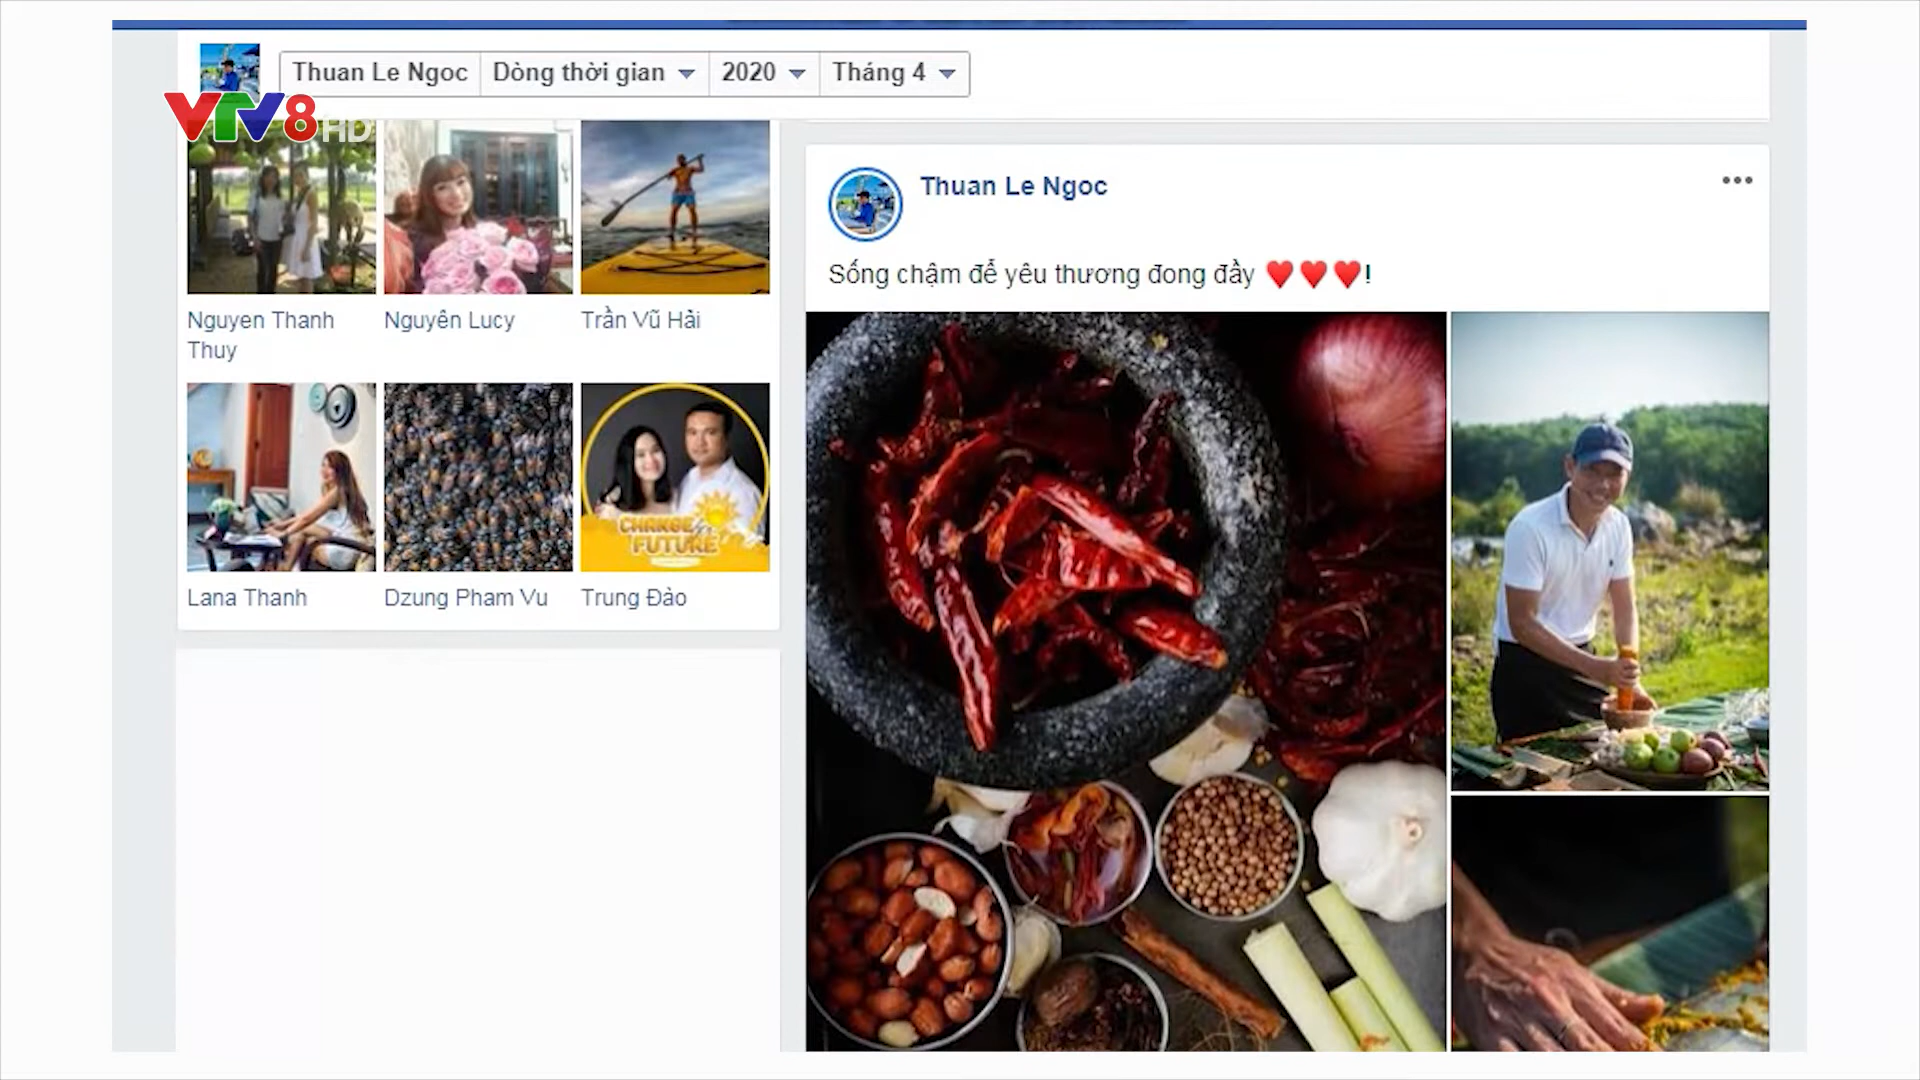 Thuan Le Ngoc Dòng thời gian 2020 Tháng 4
VTV8 HD
Nguyen Thanh Thuy
Nguyên Lucy
Trần Vũ Hải
Lana Thanh
Dzung Pham Vu
CHANGE
FUTURE
Trung Đào
Thuan Le Ngoc
Sống chậm để yêu thương đong đầy ❤️❤️❤️!